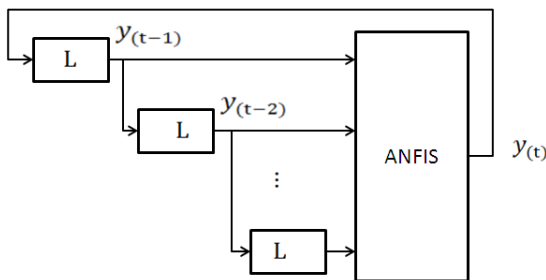 y(t−1)
L
y(t−2)
L
ANFIS
y(t)
⋮
L